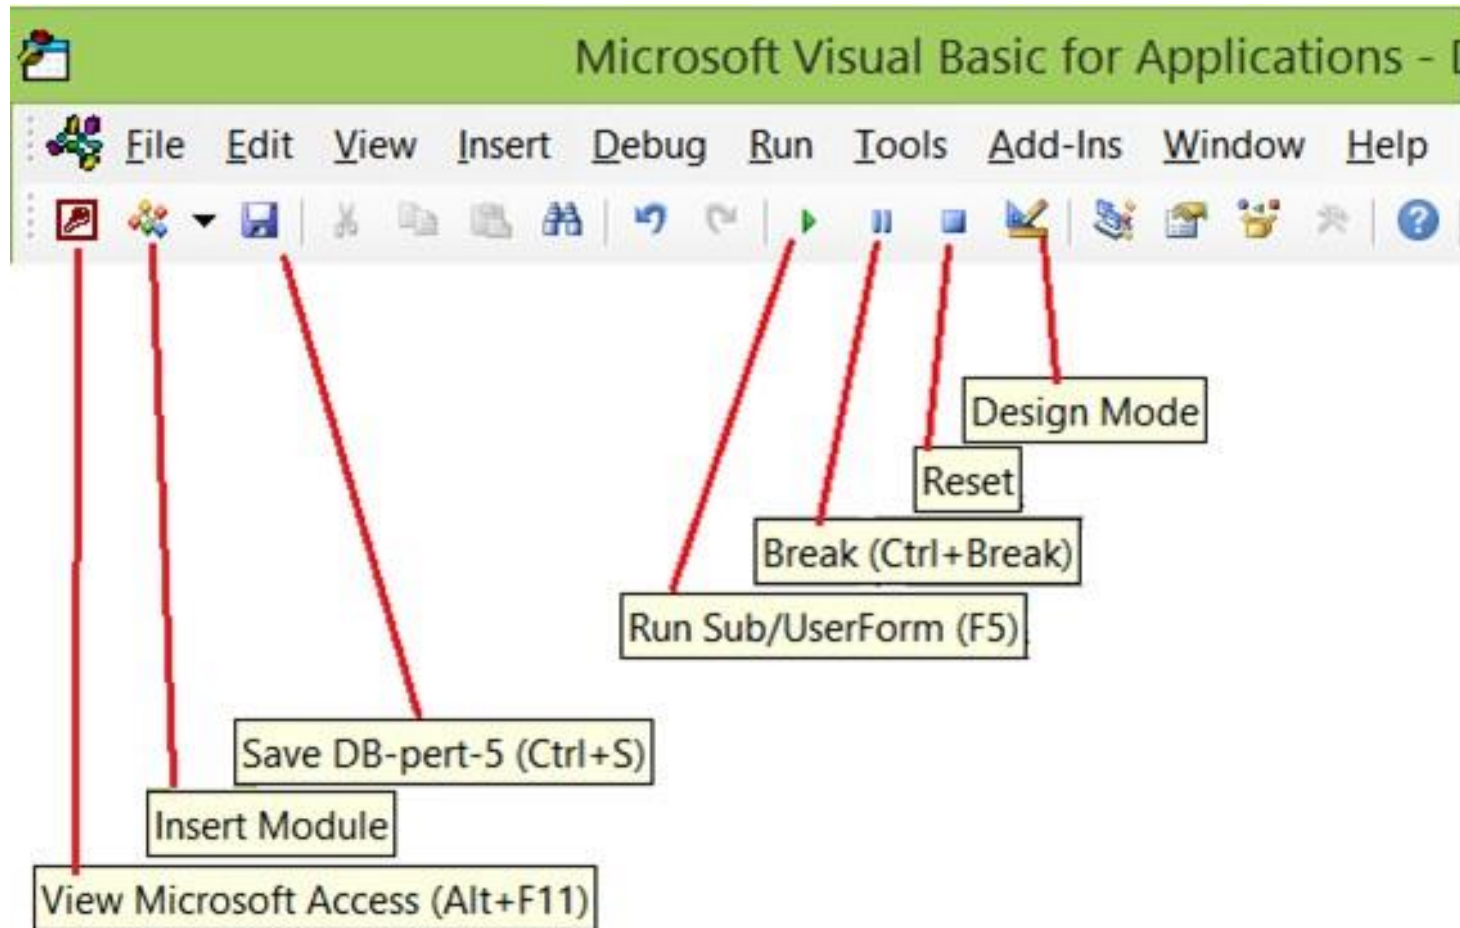 Microsoft Visual Basic for Applications -
File Edit View Insert Debug Run Tools Add-Ins Window Help
Design Mode
Reset
Break (Ctrl+Break)
Run Sub/UserForm (F5)
Save DB-pert-5 (Ctrl+S)
Insert Module
View Microsoft Access (Alt+F11)